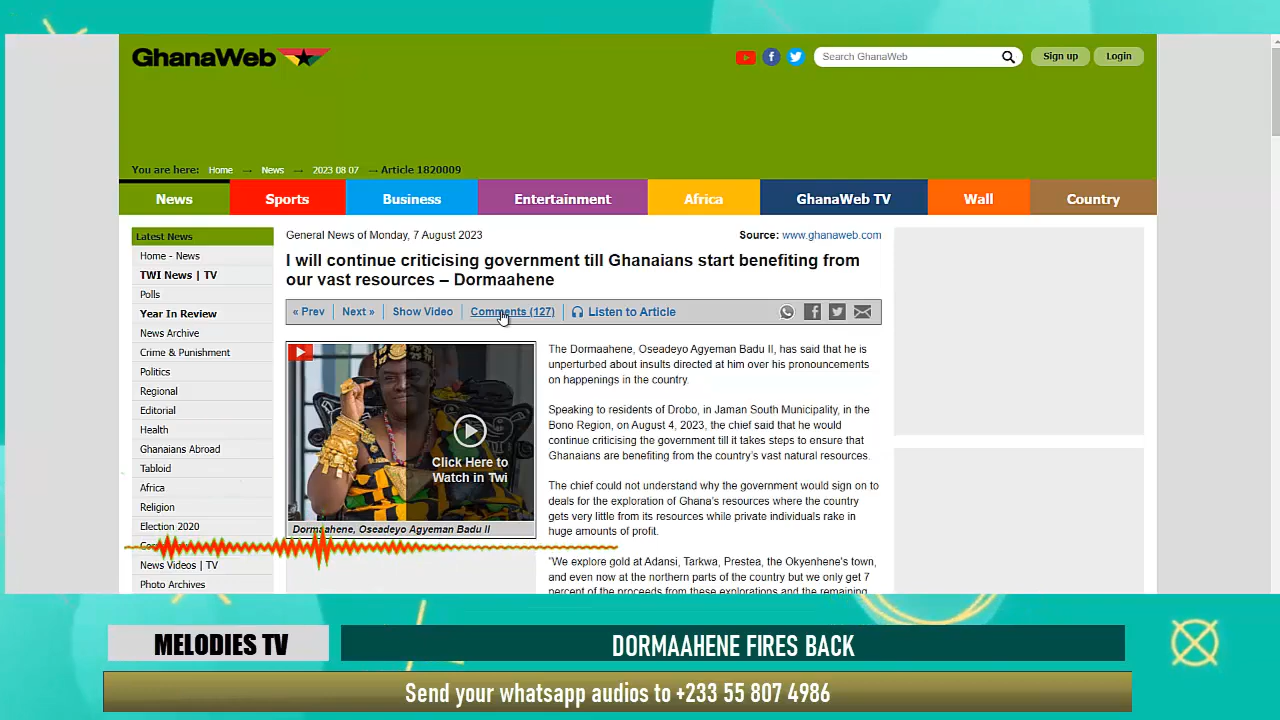 GhanaWeb
Search GhanaWeb
Sign up
Login
You are here: Home → News → 2023 08 07 → Article 1820009
News
Sports
Business
Entertainment
Africa
GhanaWeb TV
Wall
Country
Latest News
Home - News
TWI News | TV
Polls
Year In Review
News Archive
Crime & Punishment
Politics
Regional
Editorial
Health
Ghanaians Abroad
Tabloid
Africa
Religion
Election 2020
News Videos | TV
Photo Archives
General News of Monday, 7 August 2023
Source: www.ghanaweb.com
I will continue criticising government till Ghanaians start benefiting from
our vast resources – Dormaahene
« Prev
Next »
Show Video
Comments (127)
Listen to Article
Click Here to
Watch in Twi
Dormaahene, Oseadeyo Agyeman Badu II
The Dormaahene, Oseadeyo Agyeman Badu II, has said that he is
unperturbed about insults directed at him over his pronouncements
on happenings in the country.
Speaking to residents of Drobo, in Jaman South Municipality, in the
Bono Region, on August 4, 2023, the chief said that he would
continue criticising the government till it takes steps to ensure that
Ghanaians are benefiting from the country's vast natural resources.
The chief could not understand why the government would sign on to
deals for the exploration of Ghana's resources where the country
gets very little from its resources while private individuals rake in
huge amounts of profit.
"We explore gold at Adansi, Tarkwa, Prestea, the Okyenhene's town,
and even now at the northern parts of the country but we only get 7
percent of the proceeds from these explorations and the remaining
MELODIES TV
DORMAAHENE FIRES BACK
Send your whatsapp audios to +233 55 807 4986